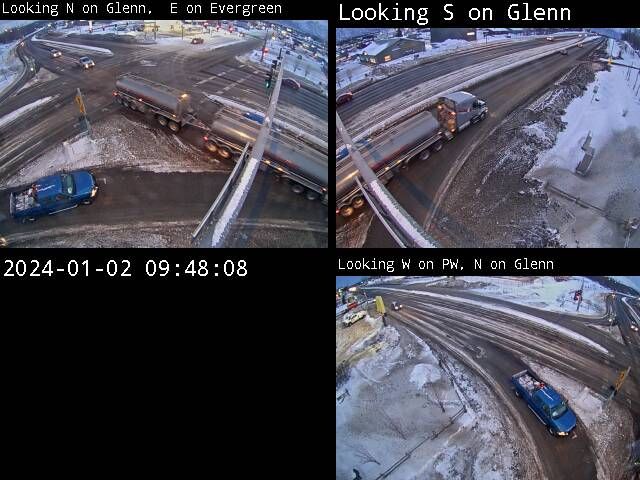 Looking N on Glenn,  E on Evergreen
Looking S on Glenn
2024-01-02 09:48:08
Looking W on PW, N on Glenn